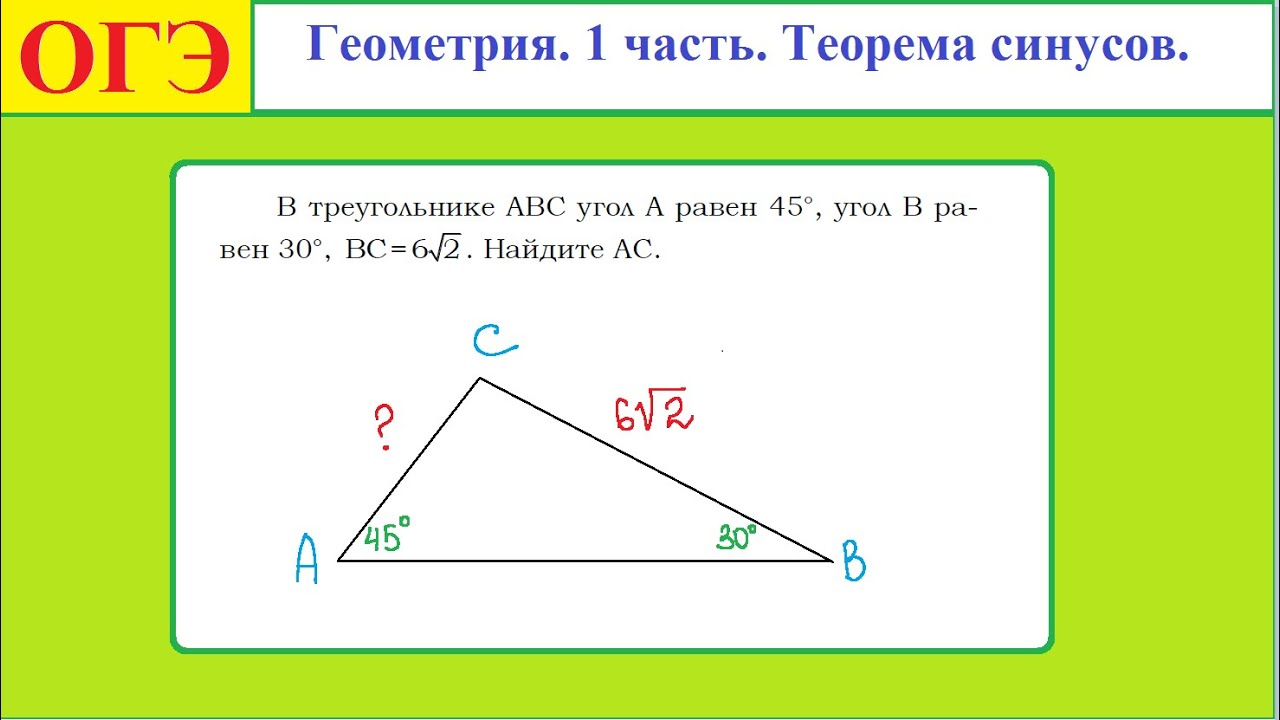 ОГЭ
Геометрия. 1 часть. Теорема синусов.
В треугольнике ABC угол A равен 45°, угол B ра-
вен 30°, BC=6√2. Найдите AC.
C
?
6√2
45°
30°
A
B